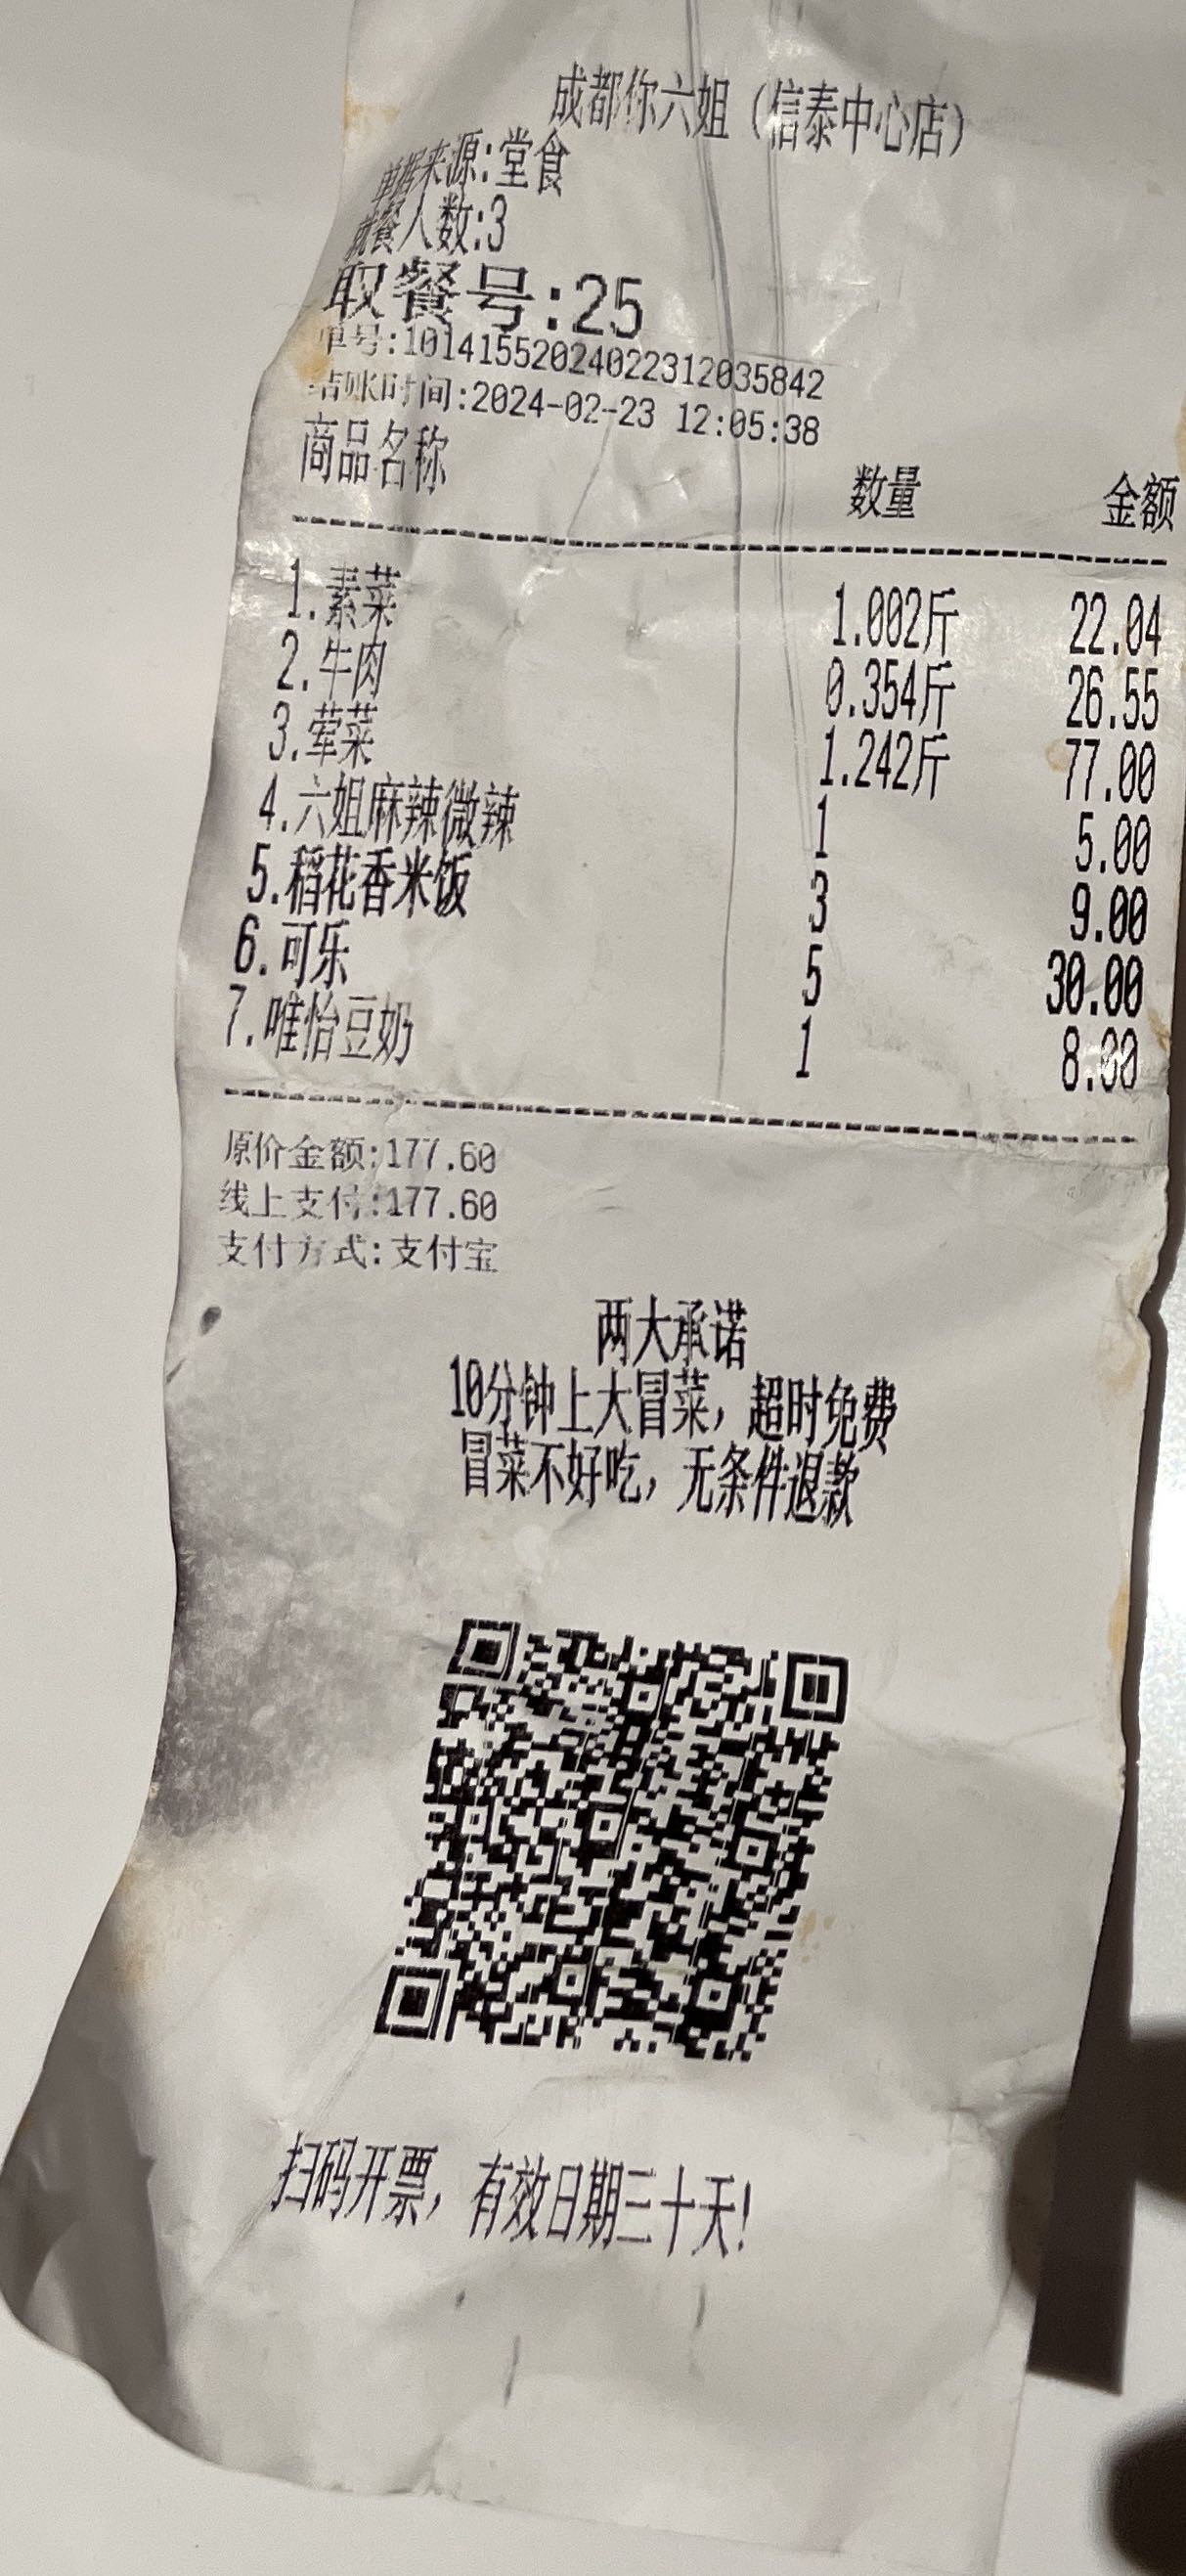 成都你六姐（信泰中心店）
单据来源:堂食
就餐人数:3
取餐号:25
单号:10141552024022312035842
结账时间:2024-02-23 12:05:38
商品名称 数量 金额
1.素菜 1.002斤 22.04
2.牛肉 0.354斤 26.55
3.荤菜 1.242斤 77.00
4.六姐麻辣微辣 1 5.00
5.稻花香米饭 3 9.00
6.可乐 5 30.00
7.唯怡豆奶 1 8.00
原价金额:177.60
线上支付:177.60
支付方式:支付宝
两大承诺
10分钟上大冒菜，超时免费
冒菜不好吃，无条件退款
扫码开票，有效日期三十天!